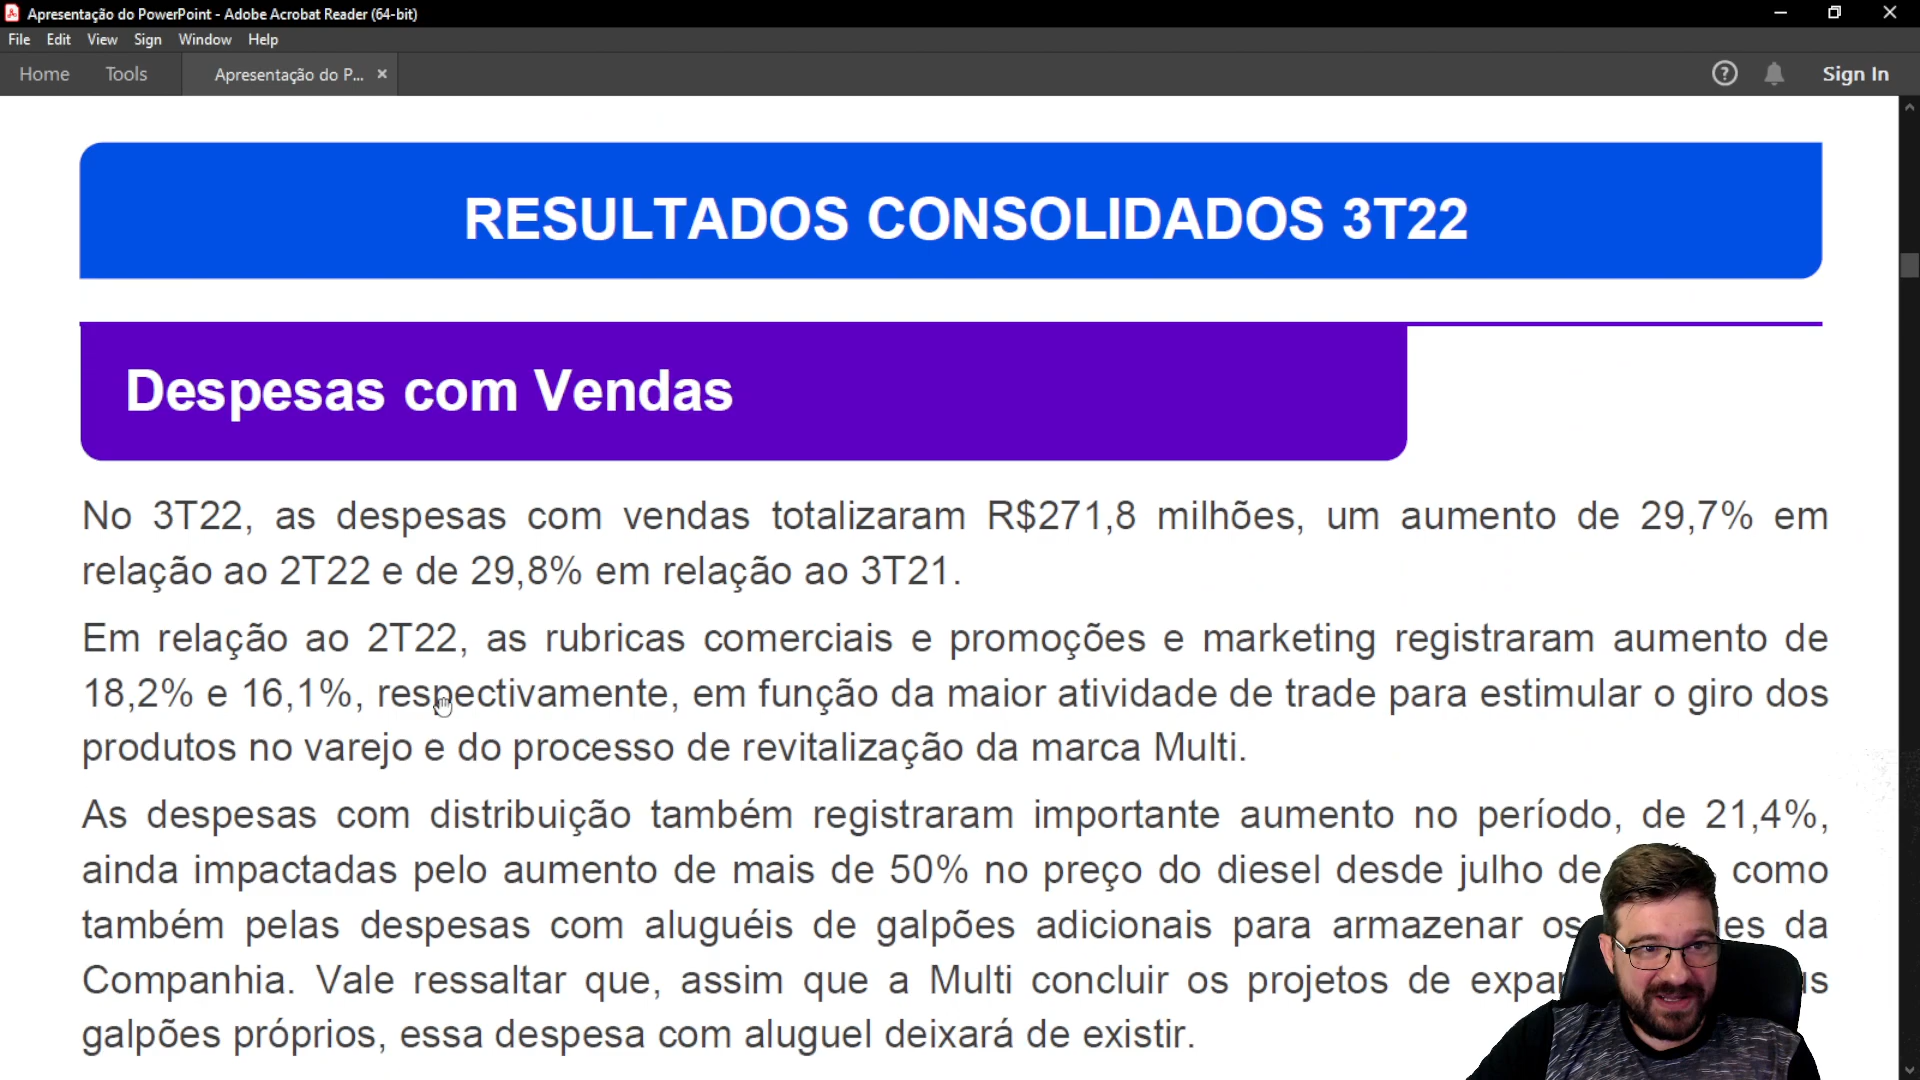 Apresentação do PowerPoint - Adobe Acrobat Reader (64-bit)
File Edit View Sign Window Help
Home Tools Apresentação do P... Sign In
RESULTADOS CONSOLIDADOS 3T22
Despesas com Vendas
No 3T22, as despesas com vendas totalizaram R$271,8 milhões, um aumento de 29,7% em
relação ao 2T22 e de 29,8% em relação ao 3T21.
Em relação ao 2T22, as rubricas comerciais e promoções e marketing registraram aumento de
18,2% e 16,1%, respectivamente, em função da maior atividade de trade para estimular o giro dos
produtos no varejo e do processo de revitalização da marca Multi.
As despesas com distribuição também registraram importante aumento no período, de 21,4%,
ainda impactadas pelo aumento de mais de 50% no preço do diesel desde julho de como
também pelas despesas com aluguéis de galpões adicionais para armazenar da
Companhia. Vale ressaltar que, assim que a Multi concluir os projetos de
galpões próprios, essa despesa com aluguel deixará de existir.